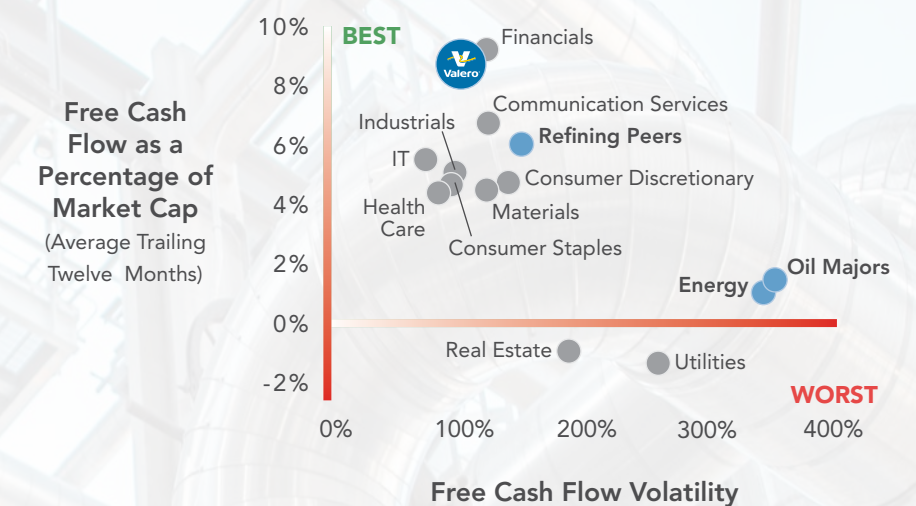 10%
BEST
Financials
Valero
8%
Free Cash
Flow as a
Percentage of
Market Cap
(Average Trailing
Twelve Months)
Communication Services
Industrials
Refining Peers
6%
IT
Consumer Discretionary
4%
Health
Care
Materials
Consumer Staples
2%
Oil Majors
Energy
0%
Real Estate
Utilities
-2%
WORST
0%
100%
200%
300%
400%
Free Cash Flow Volatility